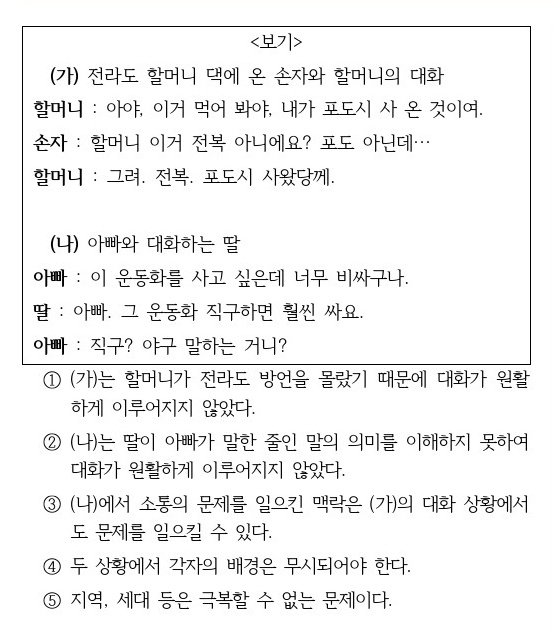 <보기>
(가) 전라도 할머니 댁에 온 손자와 할머니의 대화
할머니 : 아야, 이거 먹어 봐야, 내가 포도시 사 온 것이여.
손자 : 할머니 이거 전복 아니에요? 포도 아닌데…
할머니 : 그려. 전복. 포도시 사왔당께.
(나) 아빠와 대화하는 딸
아빠 : 이 운동화를 사고 싶은데 너무 비싸구나.
딸 : 아빠. 그 운동화 직구하면 훨씬 싸요.
아빠 : 직구? 야구 말하는 거니?
① (가)는 할머니가 전라도 방언을 몰랐기 때문에 대화가 원활
하게 이루어지지 않았다.
② (나)는 딸이 아빠가 말한 줄인 말의 의미를 이해하지 못하여
대화가 원활하게 이루어지지 않았다.
③ (나)에서 소통의 문제를 일으킨 맥락은 (가)의 대화 상황에서
도 문제를 일으킬 수 있다.
④ 두 상황에서 각자의 배경은 무시되어야 한다.
⑤ 지역, 세대 등은 극복할 수 없는 문제이다.